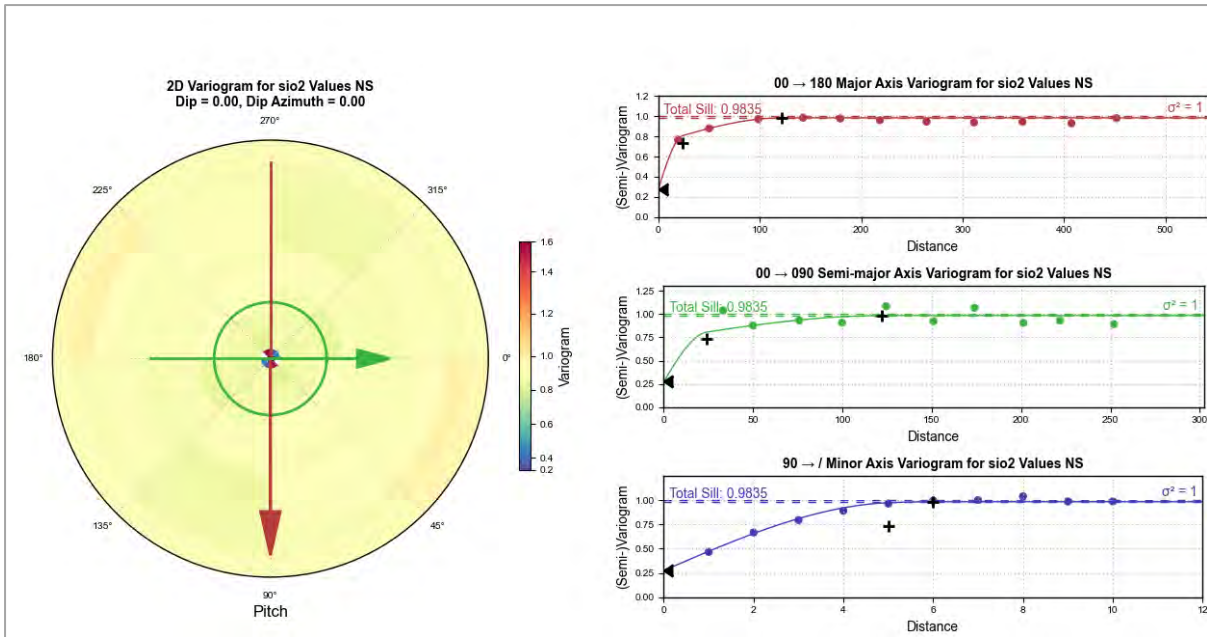 2D Variogram for sio2 Values NS
Dip = 0.00, Dip Azimuth = 0.00
270°
225°
315°
180°
0°
135°
45°
90°
Pitch
1.6
1.4
1.2
1.0
0.8
0.6
0.4
0.2
Variogram
00 → 180 Major Axis Variogram for sio2 Values NS
Total Sill: 0.9835
σ² = 1
1.2
1.0
0.8
0.6
0.4
0.2
0.0
(Semi-)Variogram
0 100 200 300 400 500
Distance
00 → 090 Semi-major Axis Variogram for sio2 Values NS
Total Sill: 0.9835
σ² = 1
1.25
1.00
0.75
0.50
0.25
0.00
(Semi-)Variogram
0 50 100 150 200 250 300
Distance
90 → / Minor Axis Variogram for sio2 Values NS
Total Sill: 0.9835
σ² = 1
1.00
0.75
0.50
0.25
0.00
(Semi-)Variogram
0 2 4 6 8 10 12
Distance